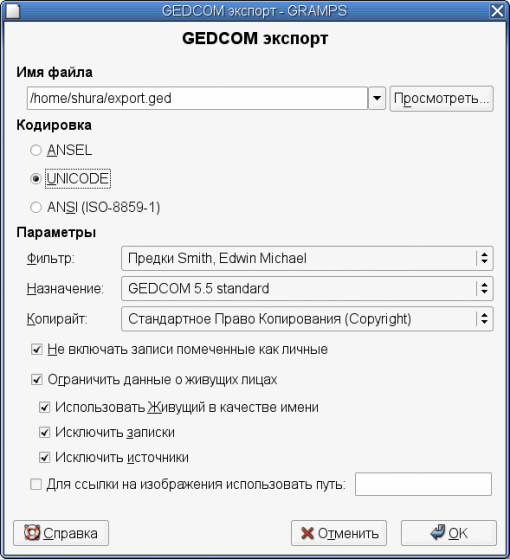 GEDCOM экспорт - GRAMPS
GEDCOM экспорт
Имя файла
/home/shura/export.ged Просмотреть...
Кодировка
ANSEL
UNICODE
ANSI (ISO-8859-1)
Параметры
Фильтр: Предки Smith, Edwin Michael
Назначение: GEDCOM 5.5 standard
Копирайт: Стандартное Право Копирования (Copyright)
Не включать записи помеченные как личные
Ограничить данные о живущих лицах
Использовать Живущий в качестве имени
Исключить записки
Исключить источники
Для ссылки на изображения использовать путь:
Справка Отменить OK